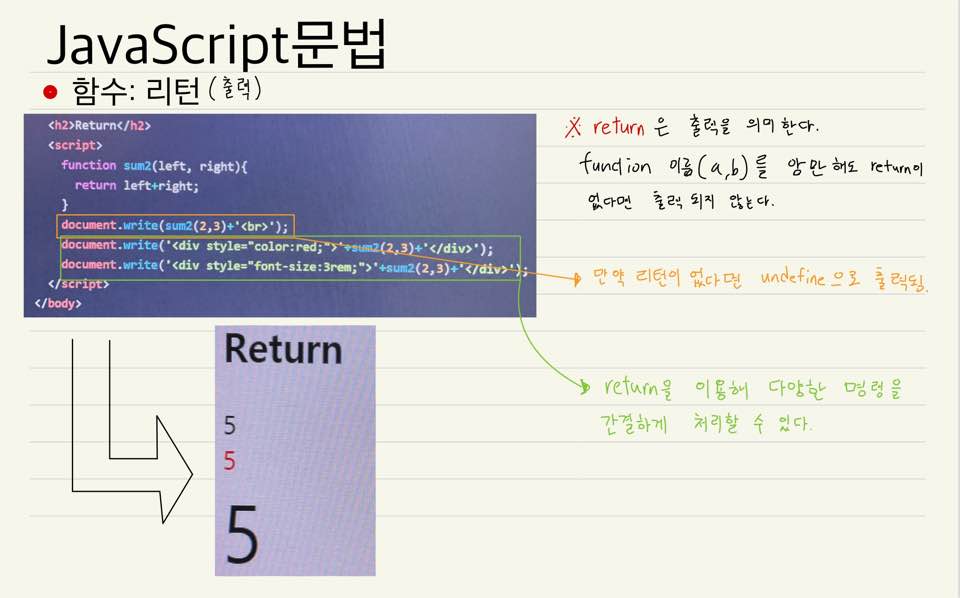 JavaScript문법
함수: 리턴 (출력)
<h2>Return</h2>
<script>
function sum2(left, right){
return left+right;
}
document.write(sum2(2,3)+'<br>');
document.write('<div style="color:red;">'+sum2(2,3)+'</div>');
document.write('<div style="font-size:3rem;">'+sum2(2,3)+'</div>');
</script>
</body>
※ return 은 출력을 의미한다.
function 이름(a,b)를 암만해도 return이
없다면 출력 되지 않는다.
만약 리턴이 없다면 undefine으로 출력됨.
return을 이용해 다양한 명령을
간결하게 처리할 수 있다.
Return
5
5
5